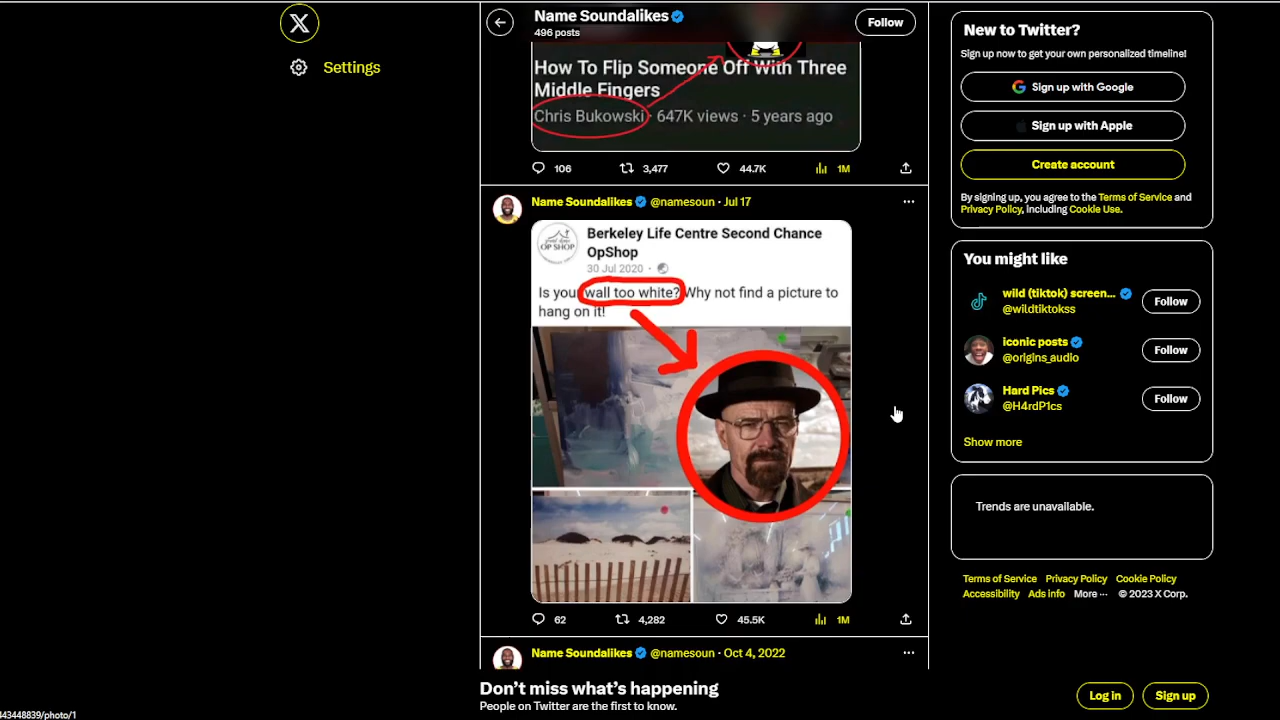 Name Soundalikes
496 posts
Follow
X
Settings
How To Flip Someone Off With Three
Middle Fingers
Chris Bukowski · 647K views · 5 years ago
106 3,477 44.7K 1M
Name Soundalikes @namesoun · Jul 17
OP SHOP
Berkeley Life Centre Second Chance
OpShop
30 Jul 2020 ·
Is your wall too white? Why not find a picture to
hang on it!
62 4,282 45.5K 1M
Name Soundalikes @namesoun · Oct 4, 2022
Don't miss what's happening
People on Twitter are the first to know.
Log in
Sign up
New to Twitter?
Sign up now to get your own personalized timeline!
Sign up with Google
Sign up with Apple
Create account
By signing up, you agree to the Terms of Service and
Privacy Policy, including Cookie Use.
You might like
wild (tiktok) screen...
@wildtiktokss
Follow
iconic posts
@origins_audio
Follow
Hard Pics
@H4rdP1cs
Follow
Show more
Trends are unavailable.
Terms of Service Privacy Policy Cookie Policy
Accessibility Ads info More ··· © 2023 X Corp.
443448839/photo/1